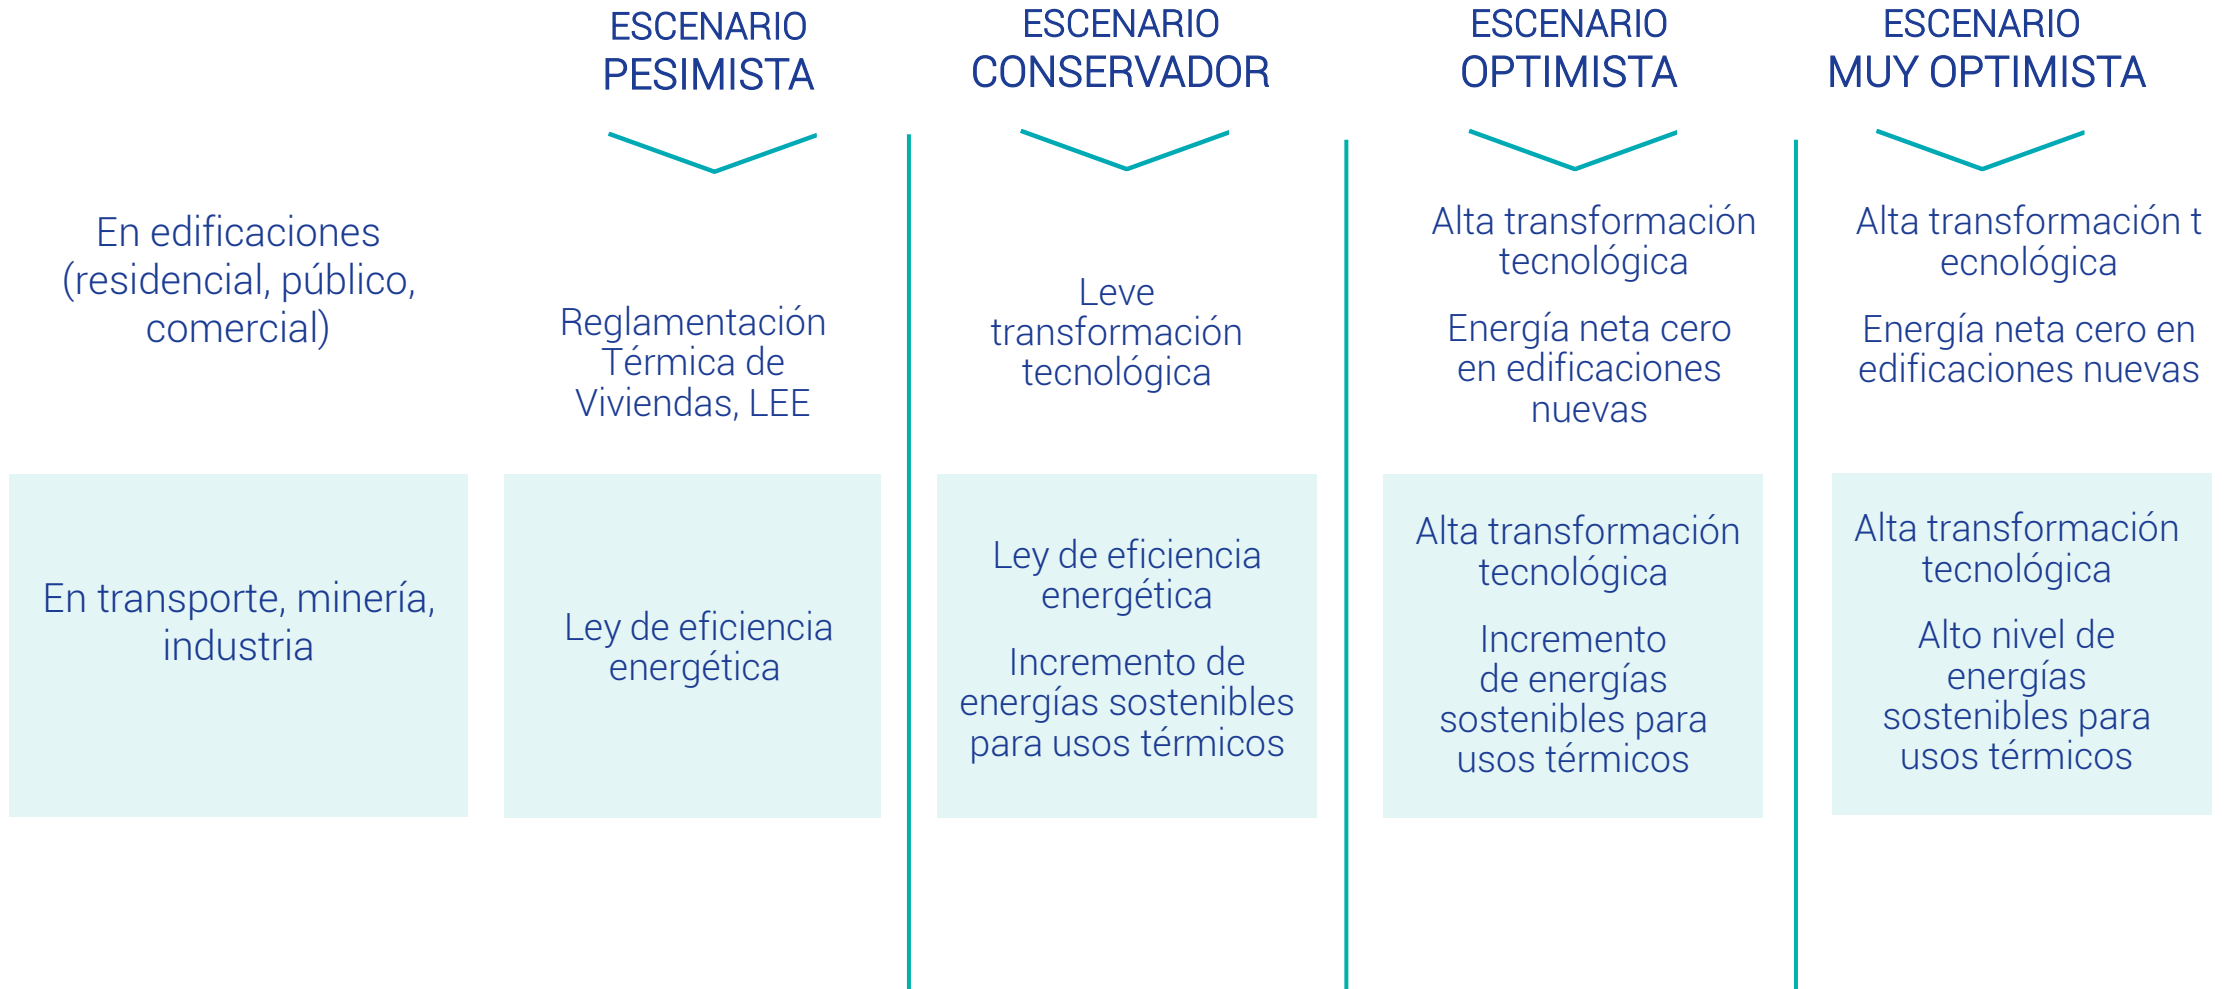 ESCENARIO
PESIMISTA
ESCENARIO
CONSERVADOR
ESCENARIO
OPTIMISTA
ESCENARIO
MUY OPTIMISTA
En edificaciones
(residencial, público,
comercial)
Reglamentación
Térmica de
Viviendas, LEE
Leve
transformación
tecnológica
Alta transformación
tecnológica
Energía neta cero
en edificaciones
nuevas
Alta transformación t
ecnológica
Energía neta cero en
edificaciones nuevas
En transporte, minería,
industria
Ley de eficiencia
energética
Ley de eficiencia
energética
Incremento de
energías sostenibles
para usos térmicos
Alta transformación
tecnológica
Incremento
de energías
sostenibles para
usos térmicos
Alta transformación
tecnológica
Alto nivel de
energías
sostenibles para
usos térmicos